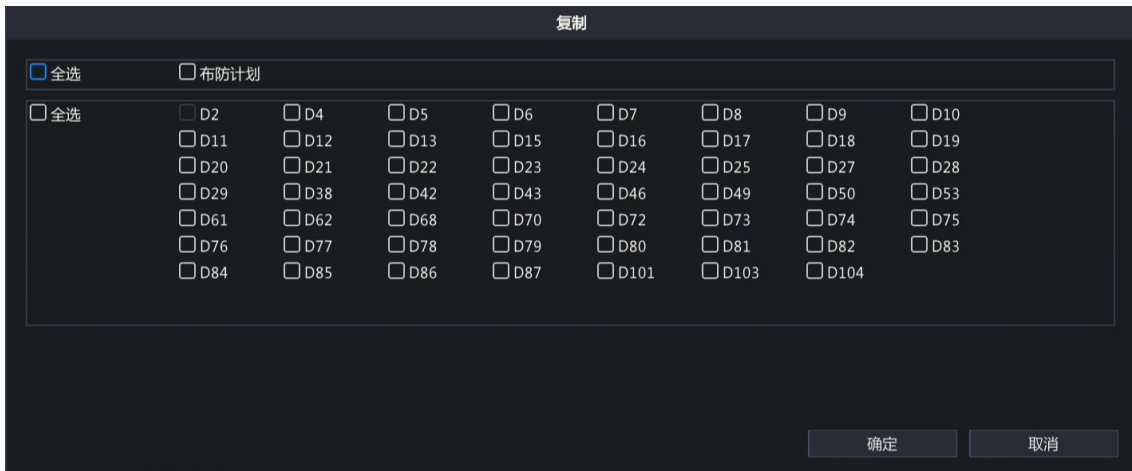 复制
全选 布防计划
全选 D2 D4 D5 D6 D7 D8 D9 D10
D11 D12 D13 D15 D16 D17 D18 D19
D20 D21 D22 D23 D24 D25 D27 D28
D29 D38 D42 D43 D46 D49 D50 D53
D61 D62 D68 D70 D72 D73 D74 D75
D76 D77 D78 D79 D80 D81 D82 D83
D84 D85 D86 D87 D101 D103 D104
确定 取消